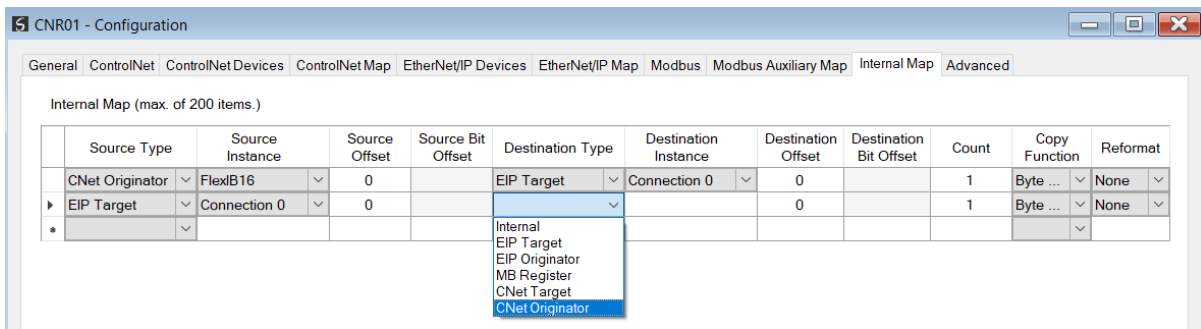 CNR01 - Configuration
General ControlNet ControlNet Devices ControlNet Map EtherNet/IP Devices EtherNet/IP Map Modbus Modbus Auxiliary Map Internal Map Advanced
Internal Map (max. of 200 items.)
Source Type Source Instance Source Offset Source Bit Offset Destination Type Destination Instance Destination Offset Destination Bit Offset Count Copy Function Reformat
CNet Originator FlexIB16 0 EIP Target Connection 0 0 1 Byte ... None
EIP Target Connection 0 0 0 1 Byte ... None
Internal
EIP Target
EIP Originator
MB Register
CNet Target
CNet Originator